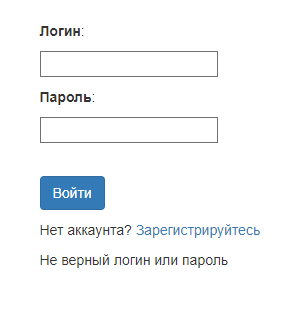 Логин:
Пароль:
Войти
Нет аккаунта? Зарегистрируйтесь
Не верный логин или пароль